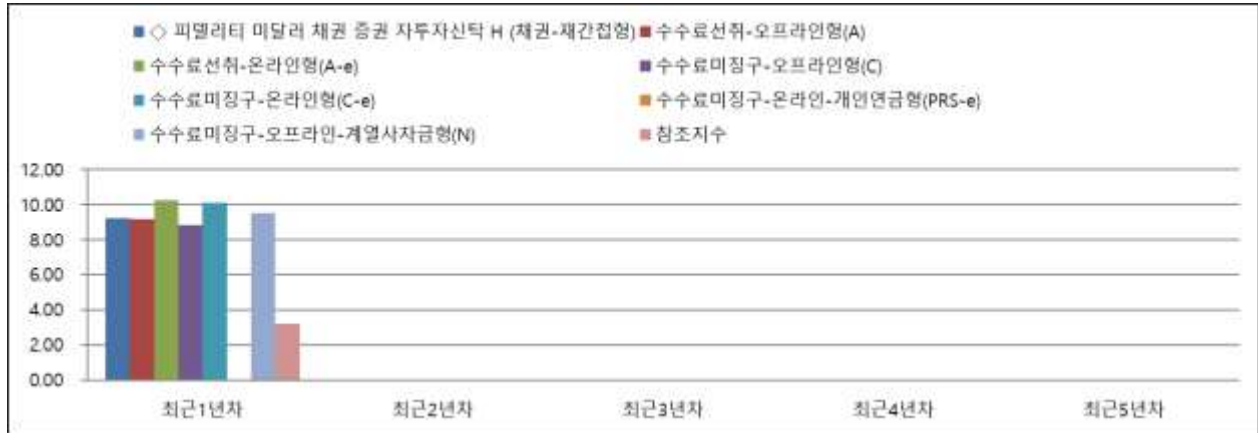 ◇ 피델리티 미달러 채권 증권 자투자신탁 H (채권-재간접형) 수수료선취-오프라인형(A)
수수료선취-온라인형(A-e) 수수료미징구-오프라인형(C)
수수료미징구-온라인형(C-e) 수수료미징구-온라인-개인연금형(PRS-e)
수수료미징구-오프라인-계열사자금형(N) 참조지수
12.00
10.00
8.00
6.00
4.00
2.00
0.00
최근1년차 최근2년차 최근3년차 최근4년차 최근5년차